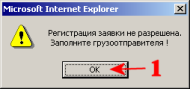 Microsoft Internet Explorer
Регистрация заявки не разрешена.
Заполните грузоотправителя !
OK
1